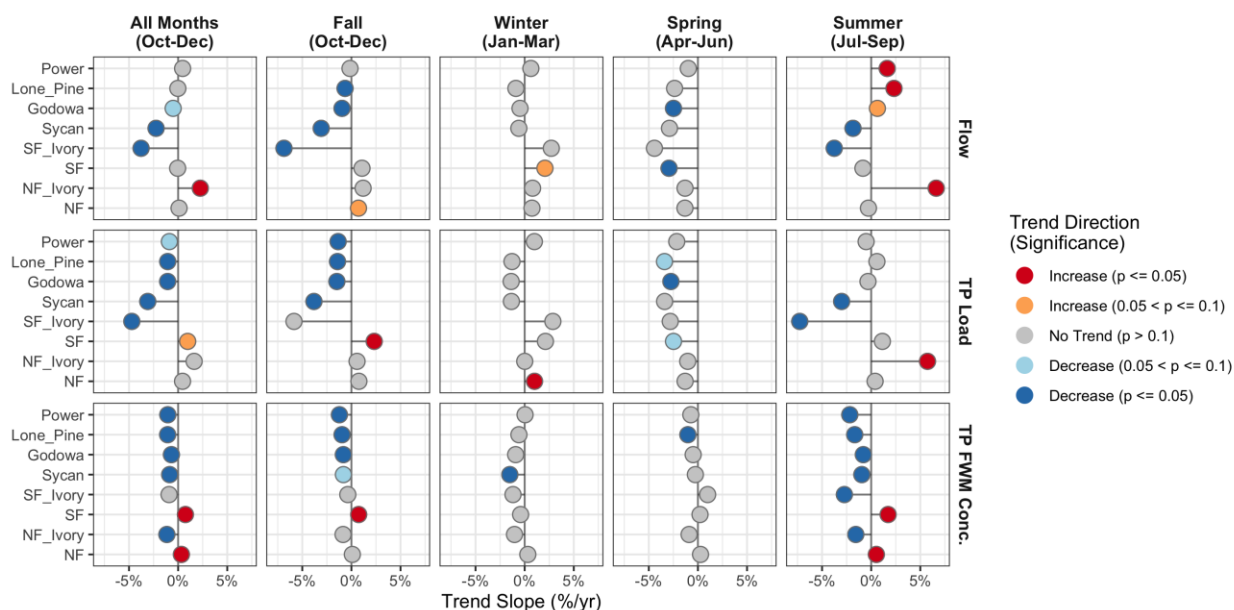 All Months
(Oct-Dec)
Fall
(Oct-Dec)
Winter
(Jan-Mar)
Spring
(Apr-Jun)
Summer
(Jul-Sep)
Power
Lone_Pine
Godowa
Sycan
SF_Ivory
SF
NF_Ivory
NF
Flow
Power
Lone_Pine
Godowa
Sycan
SF_Ivory
SF
NF_Ivory
NF
TP Load
Power
Lone_Pine
Godowa
Sycan
SF_Ivory
SF
NF_Ivory
NF
TP FWM Conc.
-5% 0% 5%
-5% 0% 5%
-5% 0% 5%
-5% 0% 5%
-5% 0% 5%
Trend Slope (%/yr)
Trend Direction
(Significance)
Increase (p <= 0.05)
Increase (0.05 < p <= 0.1)
No Trend (p > 0.1)
Decrease (0.05 < p <= 0.1)
Decrease (p <= 0.05)